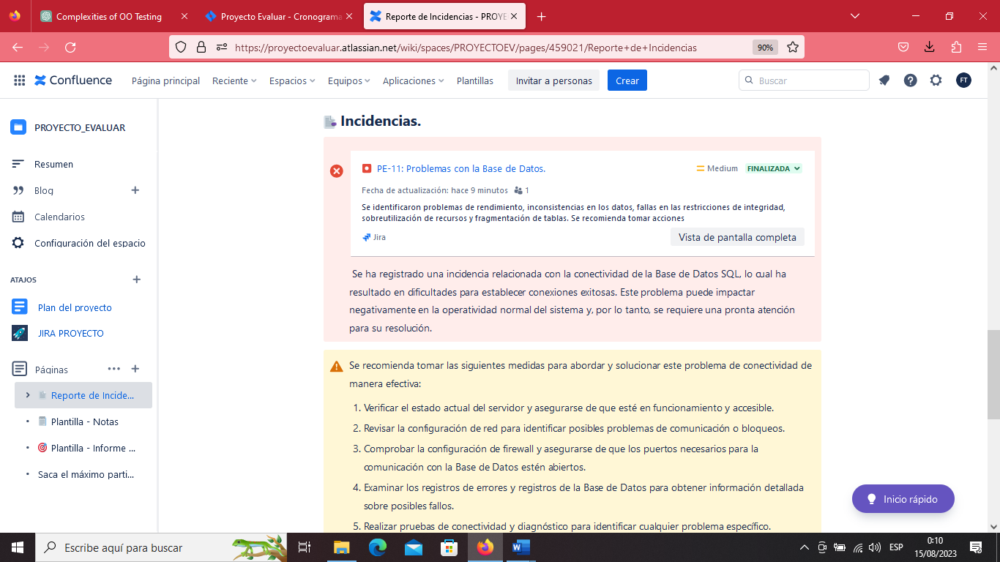 Complexities of OO Testing
Proyecto Evaluar - Cronograma
Reporte de Incidencias - PROYE
https://proyectoevaluar.atlassian.net/wiki/spaces/PROYECTOEV/pages/459021/Reporte+de+Incidencias
90%
Confluence
Página principal
Reciente
Espacios
Equipos
Aplicaciones
Plantillas
Invitar a personas
Crear
Buscar
FT
PROYECTO_EVALUAR
Resumen
Blog
Calendarios
Configuración del espacio
ATAJOS
Plan del proyecto
JIRA PROYECTO
Páginas
Reporte de Incide...
Plantilla - Notas
Plantilla - Informe ...
Saca el máximo parti...
Incidencias.
PE-11: Problemas con la Base de Datos.
Medium
FINALIZADA
Fecha de actualización: hace 9 minutos 1
Se identificaron problemas de rendimiento, inconsistencias en los datos, fallas en las restricciones de integridad,
sobreutilización de recursos y fragmentación de tablas. Se recomienda tomar acciones
Jira
Vista de pantalla completa
Se ha registrado una incidencia relacionada con la conectividad de la Base de Datos SQL, lo cual ha
resultado en dificultades para establecer conexiones exitosas. Este problema puede impactar
negativamente en la operatividad normal del sistema y, por lo tanto, se requiere una pronta atención
para su resolución.
Se recomienda tomar las siguientes medidas para abordar y solucionar este problema de conectividad de
manera efectiva:
1. Verificar el estado actual del servidor y asegurarse de que esté en funcionamiento y accesible.
2. Revisar la configuración de red para identificar posibles problemas de comunicación o bloqueos.
3. Comprobar la configuración de firewall y asegurarse de que los puertos necesarios para la
comunicación con la Base de Datos estén abiertos.
4. Examinar los registros de errores y registros de la Base de Datos para obtener información detallada
sobre posibles fallos.
5. Realizar pruebas de conectividad y diagnóstico para identificar cualquier problema específico.
Inicio rápido
Escribe aquí para buscar
ESP
0:10
15/08/2023